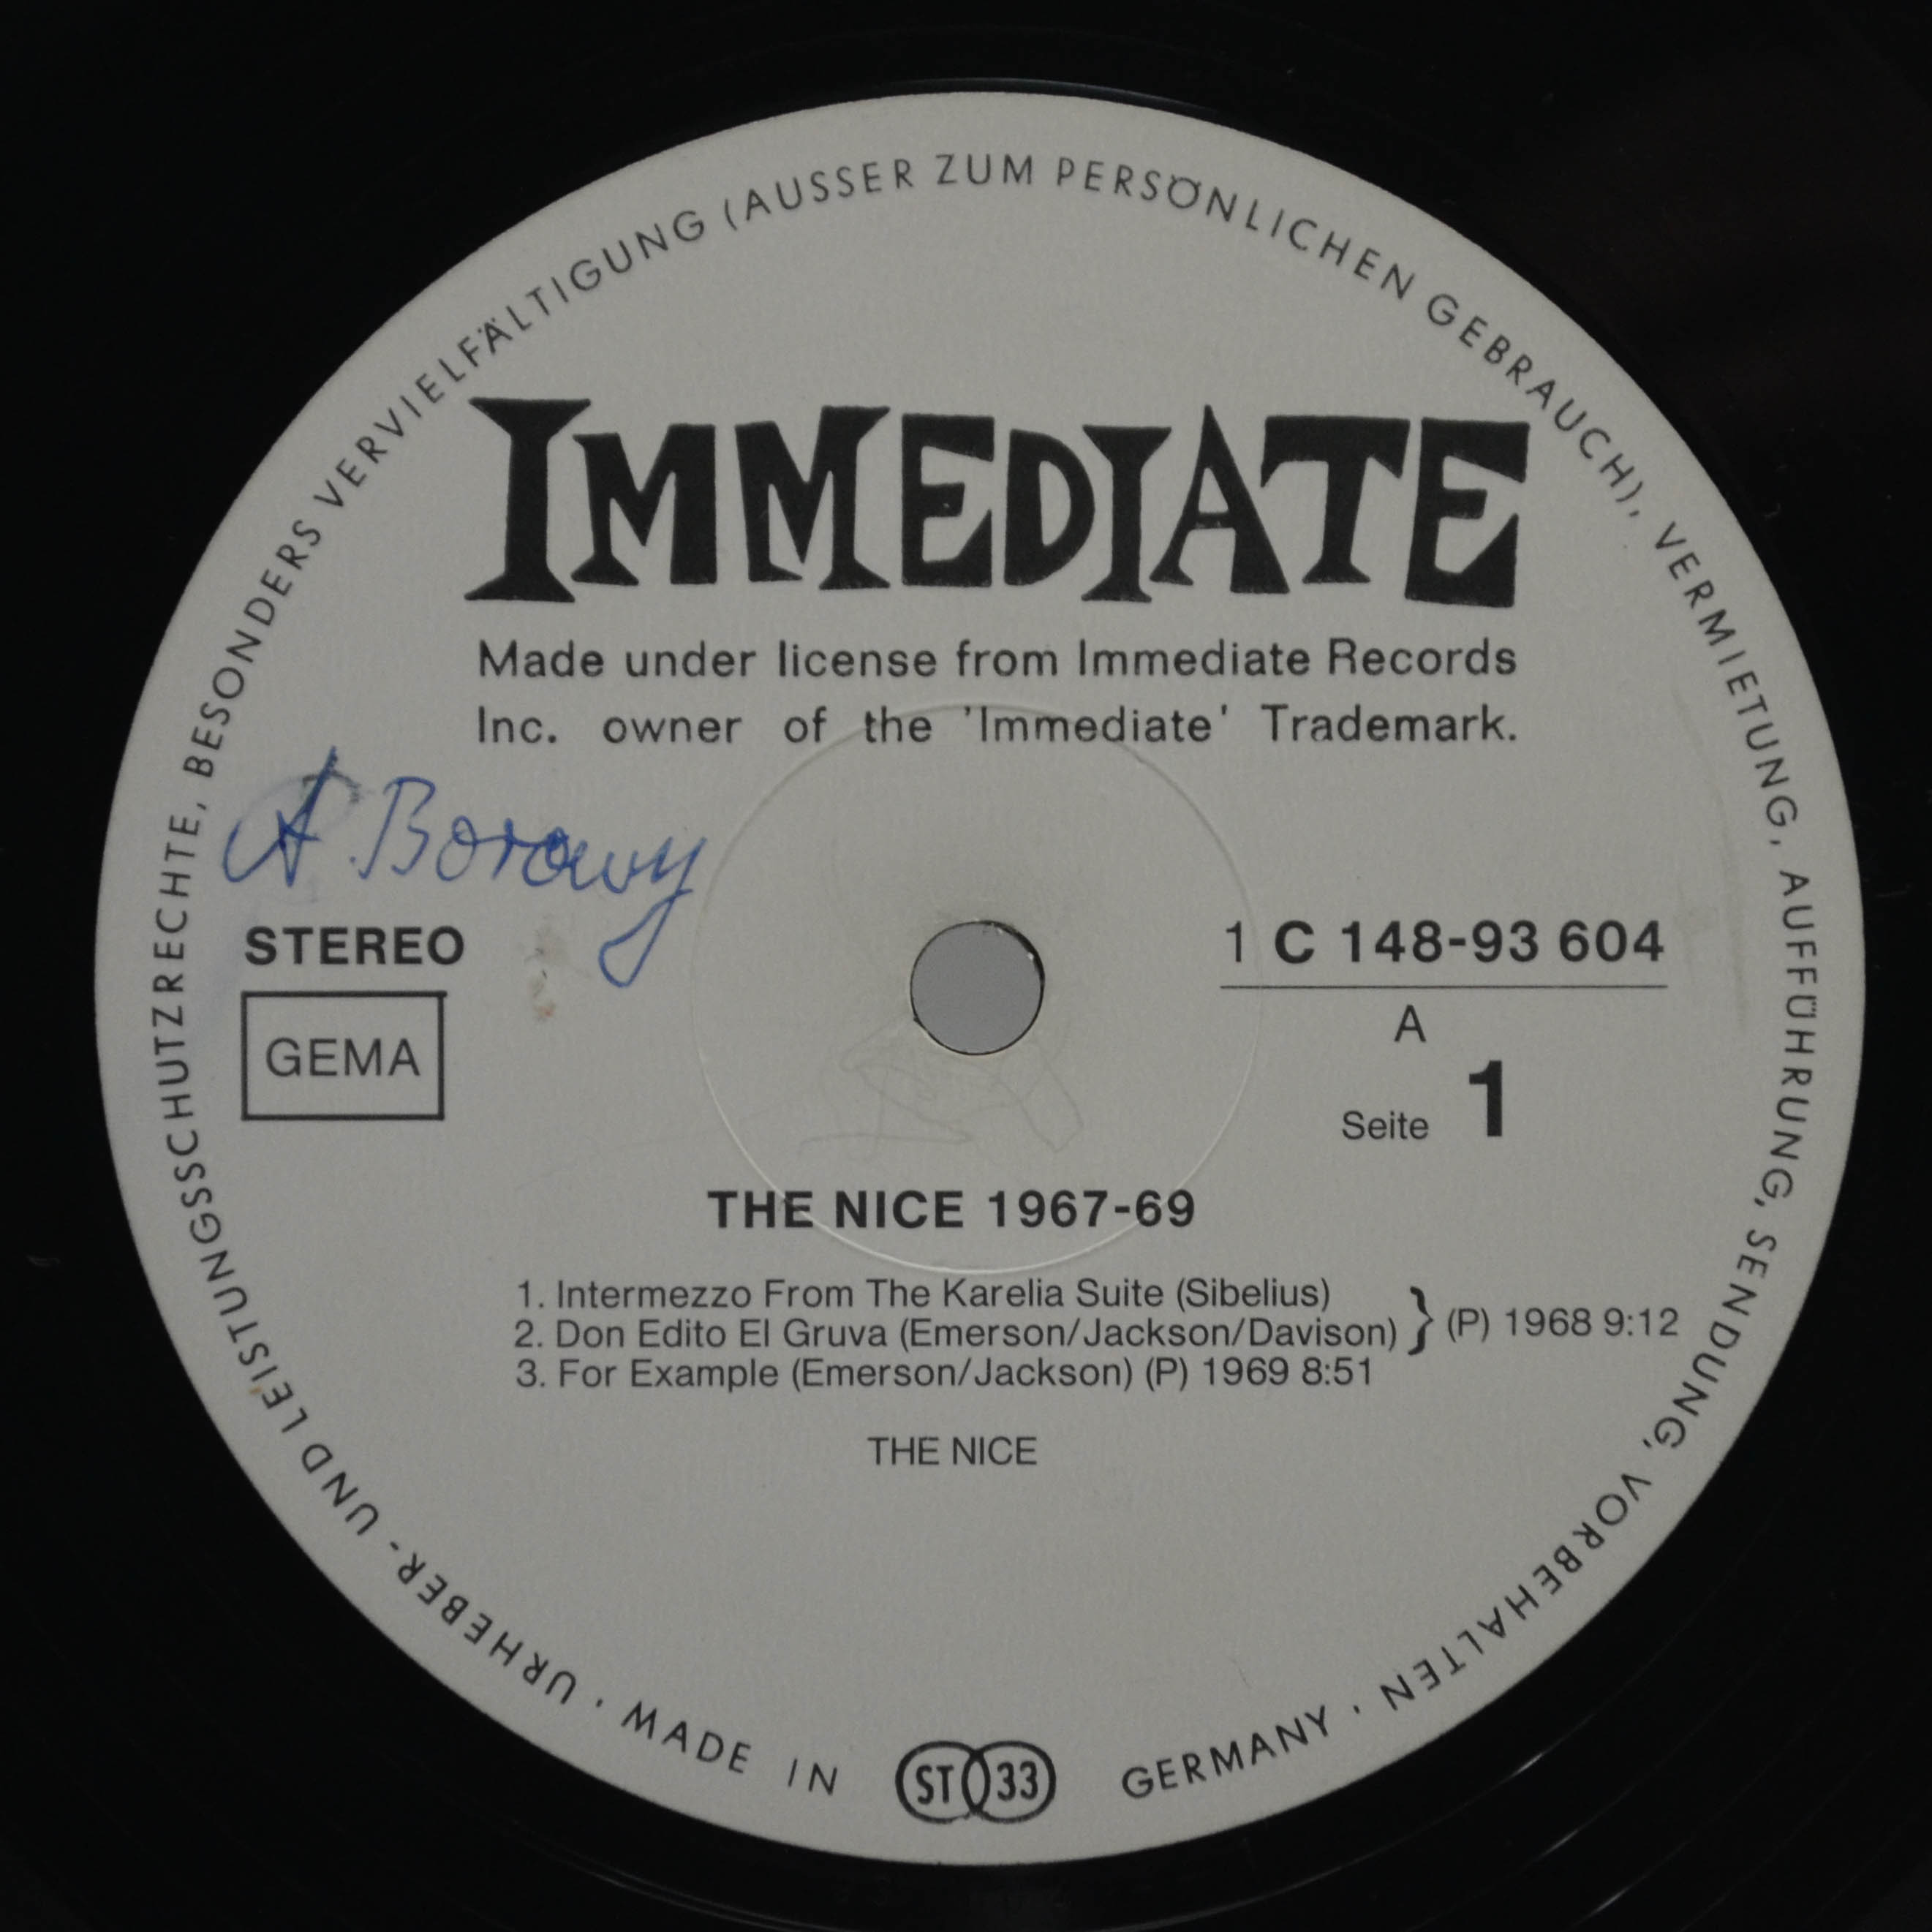 URHEBER- UND LEISTUNGSSCHUTZRECHTE, BESONDERS VERVIELFÄLTIGUNG (AUSSER ZUM PERSÖNLICHEN GEBRAUCH), VERMIETUNG, AUFFÜHRUNG, SENDUNG, VORBEHALTEN ·
IMMEDIATE
Made under license from Immediate Records
Inc. owner of the 'Immediate' Trademark.
A. Borowy
STEREO
GEMA
1 C 148-93 604
A
Seite 1
THE NICE 1967-69
1. Intermezzo From The Karelia Suite (Sibelius)
2. Don Edito El Gruva (Emerson/Jackson/Davison) } (P) 1968 9:12
3. For Example (Emerson/Jackson) (P) 1969 8:51
THE NICE
· MADE IN ST 33 GERMANY